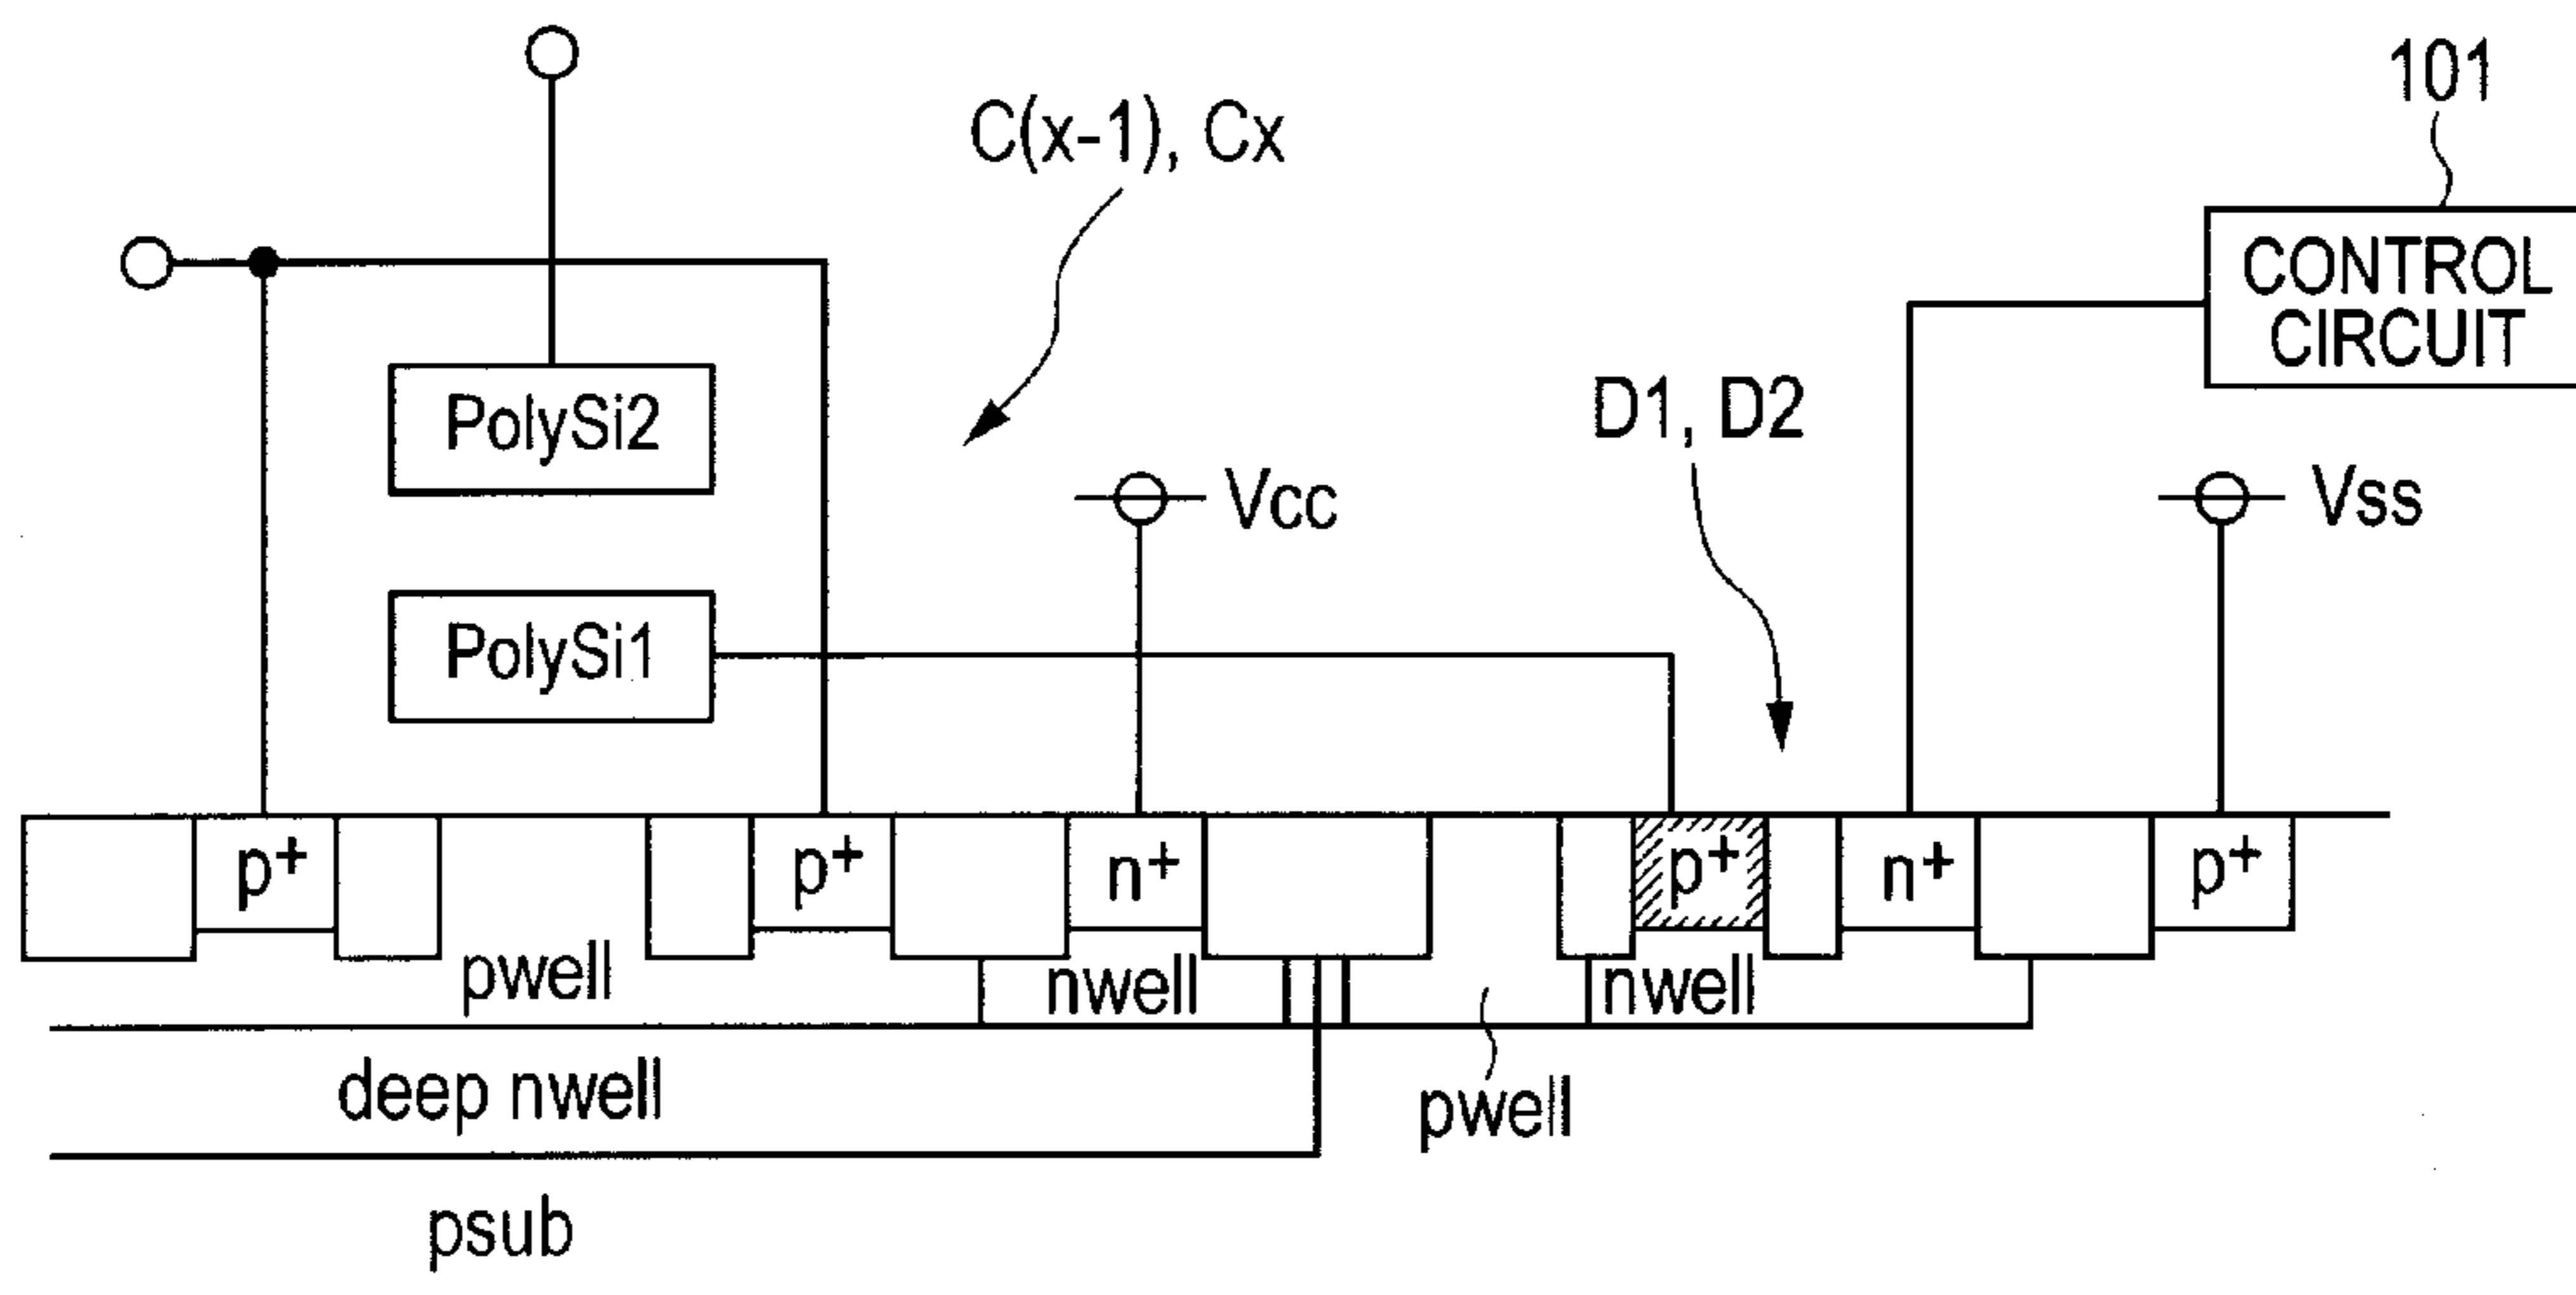 101
C(x-1), Cx
CONTROL
CIRCUIT
D1, D2
PolySi2
Vcc
Vss
PolySi1
p+
p+
n+
p+
n+
p+
pwell
nwell
nwell
deep nwell
pwell
psub